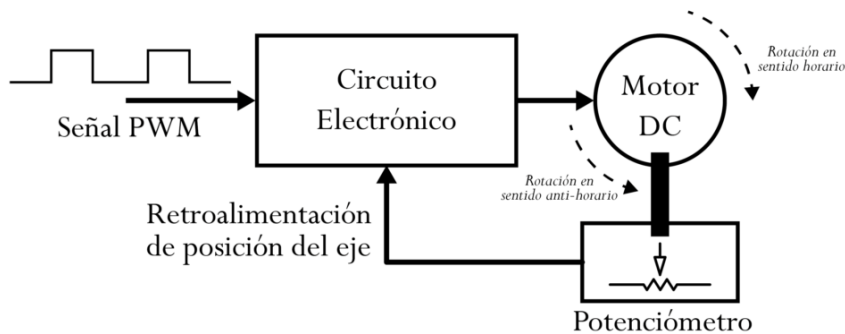 Señal PWM
Circuito
Electrónico
Motor
DC
Rotación en
sentido horario
Rotación en
sentido anti-horario
Retroalimentación
de posición del eje
Potenciómetro